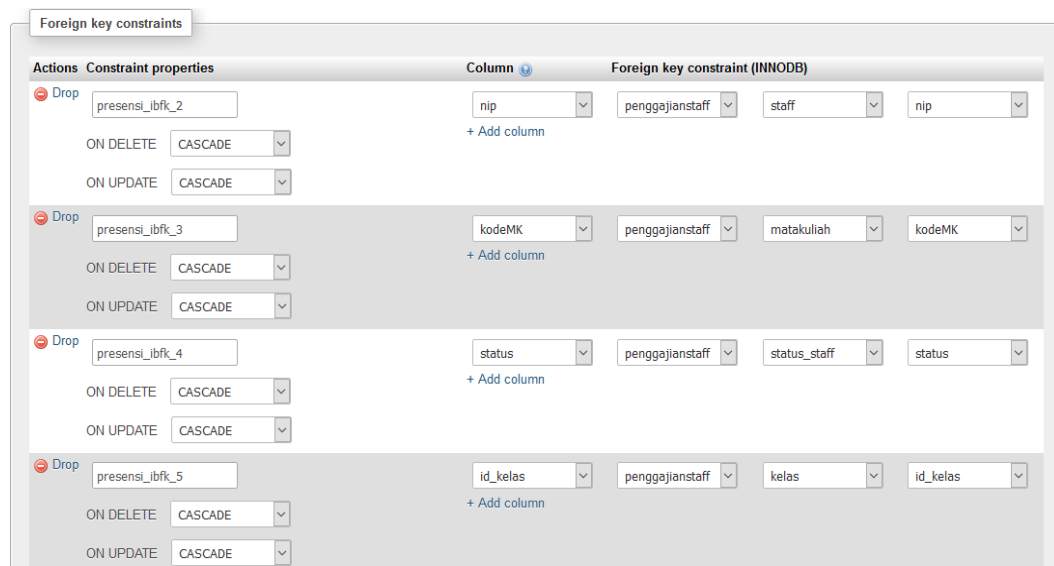 Foreign key constraints
Actions Constraint properties Column Foreign key constraint (INNODB)
Drop presensi_ibfk_2 nip penggajianstaff staff nip
+ Add column
ON DELETE CASCADE
ON UPDATE CASCADE
Drop presensi_ibfk_3 kodeMK penggajianstaff matakuliah kodeMK
+ Add column
ON DELETE CASCADE
ON UPDATE CASCADE
Drop presensi_ibfk_4 status penggajianstaff status_staff status
+ Add column
ON DELETE CASCADE
ON UPDATE CASCADE
Drop presensi_ibfk_5 id_kelas penggajianstaff kelas id_kelas
+ Add column
ON DELETE CASCADE
ON UPDATE CASCADE